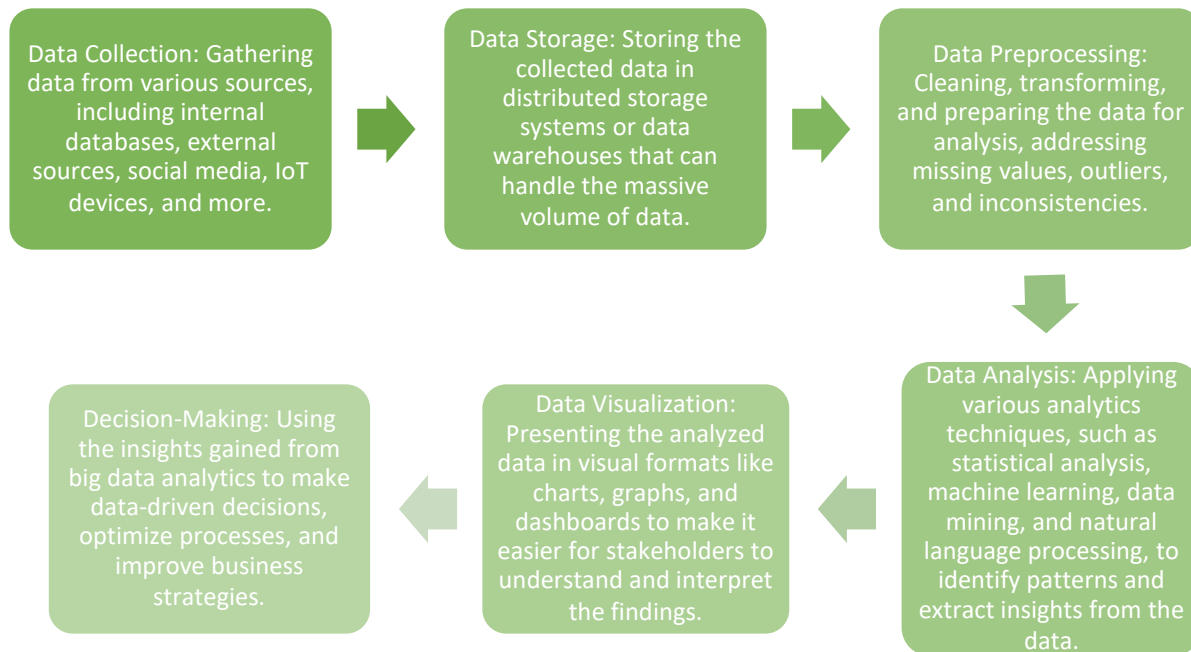 Data Collection: Gathering
data from various sources,
including internal
databases, external
sources, social media, IoT
devices, and more.
Data Storage: Storing the
collected data in
distributed storage
systems or data
warehouses that can
handle the massive
volume of data.
Data Preprocessing:
Cleaning, transforming,
and preparing the data for
analysis, addressing
missing values, outliers,
and inconsistencies.
Data Analysis: Applying
various analytics
techniques, such as
statistical analysis,
machine learning, data
mining, and natural
language processing, to
identify patterns and
extract insights from the
data.
Data Visualization:
Presenting the analyzed
data in visual formats like
charts, graphs, and
dashboards to make it
easier for stakeholders to
understand and interpret
the findings.
Decision-Making: Using
the insights gained from
big data analytics to make
data-driven decisions,
optimize processes, and
improve business
strategies.